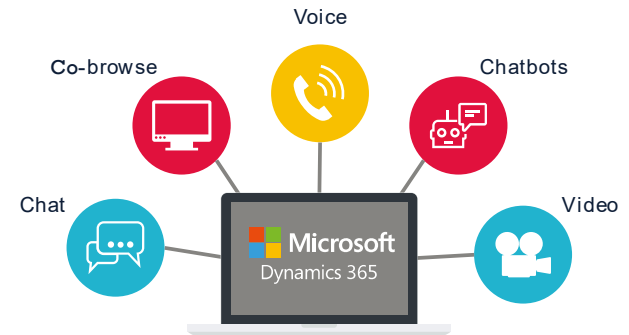 Voice
Co-browse
Chatbots
Chat
Video
Microsoft
Dynamics 365